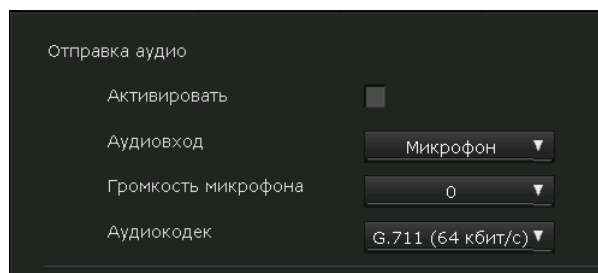 Отправка аудио
Активировать
Аудиовход Микрофон
Громкость микрофона 0
Аудиокодек G.711 (64 кбит/с)